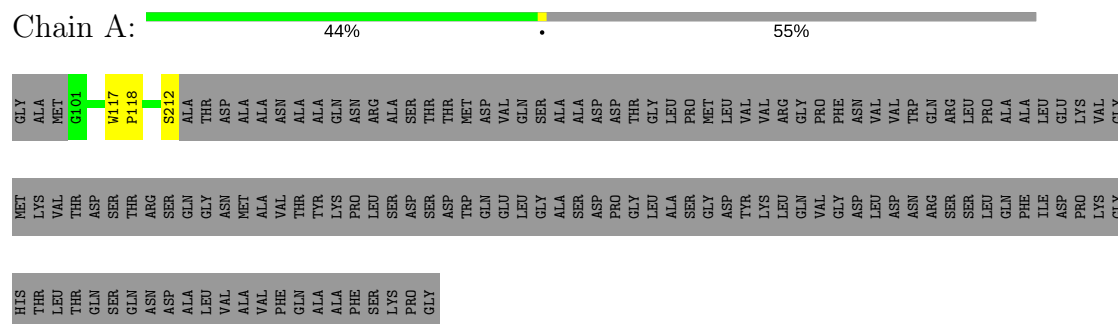 Chain A:
44% • 55%
GLY ALA MET G101 W117 P118 S212 ALA THR ASP ALA ALA ASN ALA ALA GLN ASN ARG ALA SER THR THR MET ASP VAL GLN SER ALA ALA ASP ASP THR GLY LEU PRO MET LEU VAL VAL ARG GLY PRO PHE ASN VAL VAL TRP GLN ARG LEU PRO ALA ALA LEU GLU LYS VAL GLY
MET LYS VAL THR ASP SER THR ARG SER GLN GLY ASN MET ALA VAL THR TYR LYS PRO LEU SER ASP SER ASP TRP GLN GLU LEU GLY ALA SER ASP PRO GLY LEU ALA SER GLY ASP TYR LYS LEU GLN VAL GLY ASP LEU ASP ASN ARG SER SER LEU GLN PHE ILE ASP PRO LYS GLY
HIS THR LEU THR GLN SER GLN ASN ASP ALA LEU VAL ALA VAL PHE GLN ALA ALA PHE SER LYS PRO GLY